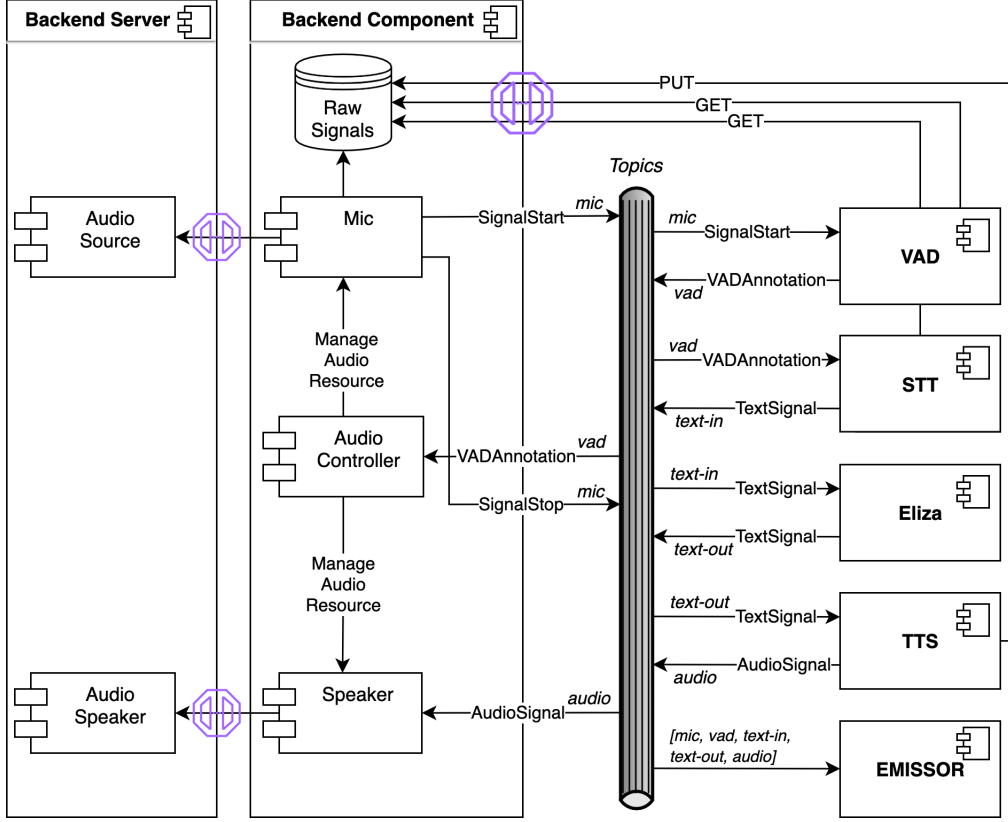 Backend Server
Backend Component
Raw
Signals
PUT
GET
GET
Topics
Audio
Source
Mic
SignalStart
mic
mic
SignalStart
VAD
VADAnnotation
vad
Manage
Audio
Resource
vad
VADAnnotation
STT
TextSignal
text-in
Audio
Controller
VADAnnotation
vad
SignalStop
mic
text-in
TextSignal
Eliza
TextSignal
text-out
Manage
Audio
Resource
text-out
TextSignal
TTS
AudioSignal
audio
Audio
Speaker
Speaker
AudioSignal
audio
[mic, vad, text-in,
text-out, audio]
EMISSOR